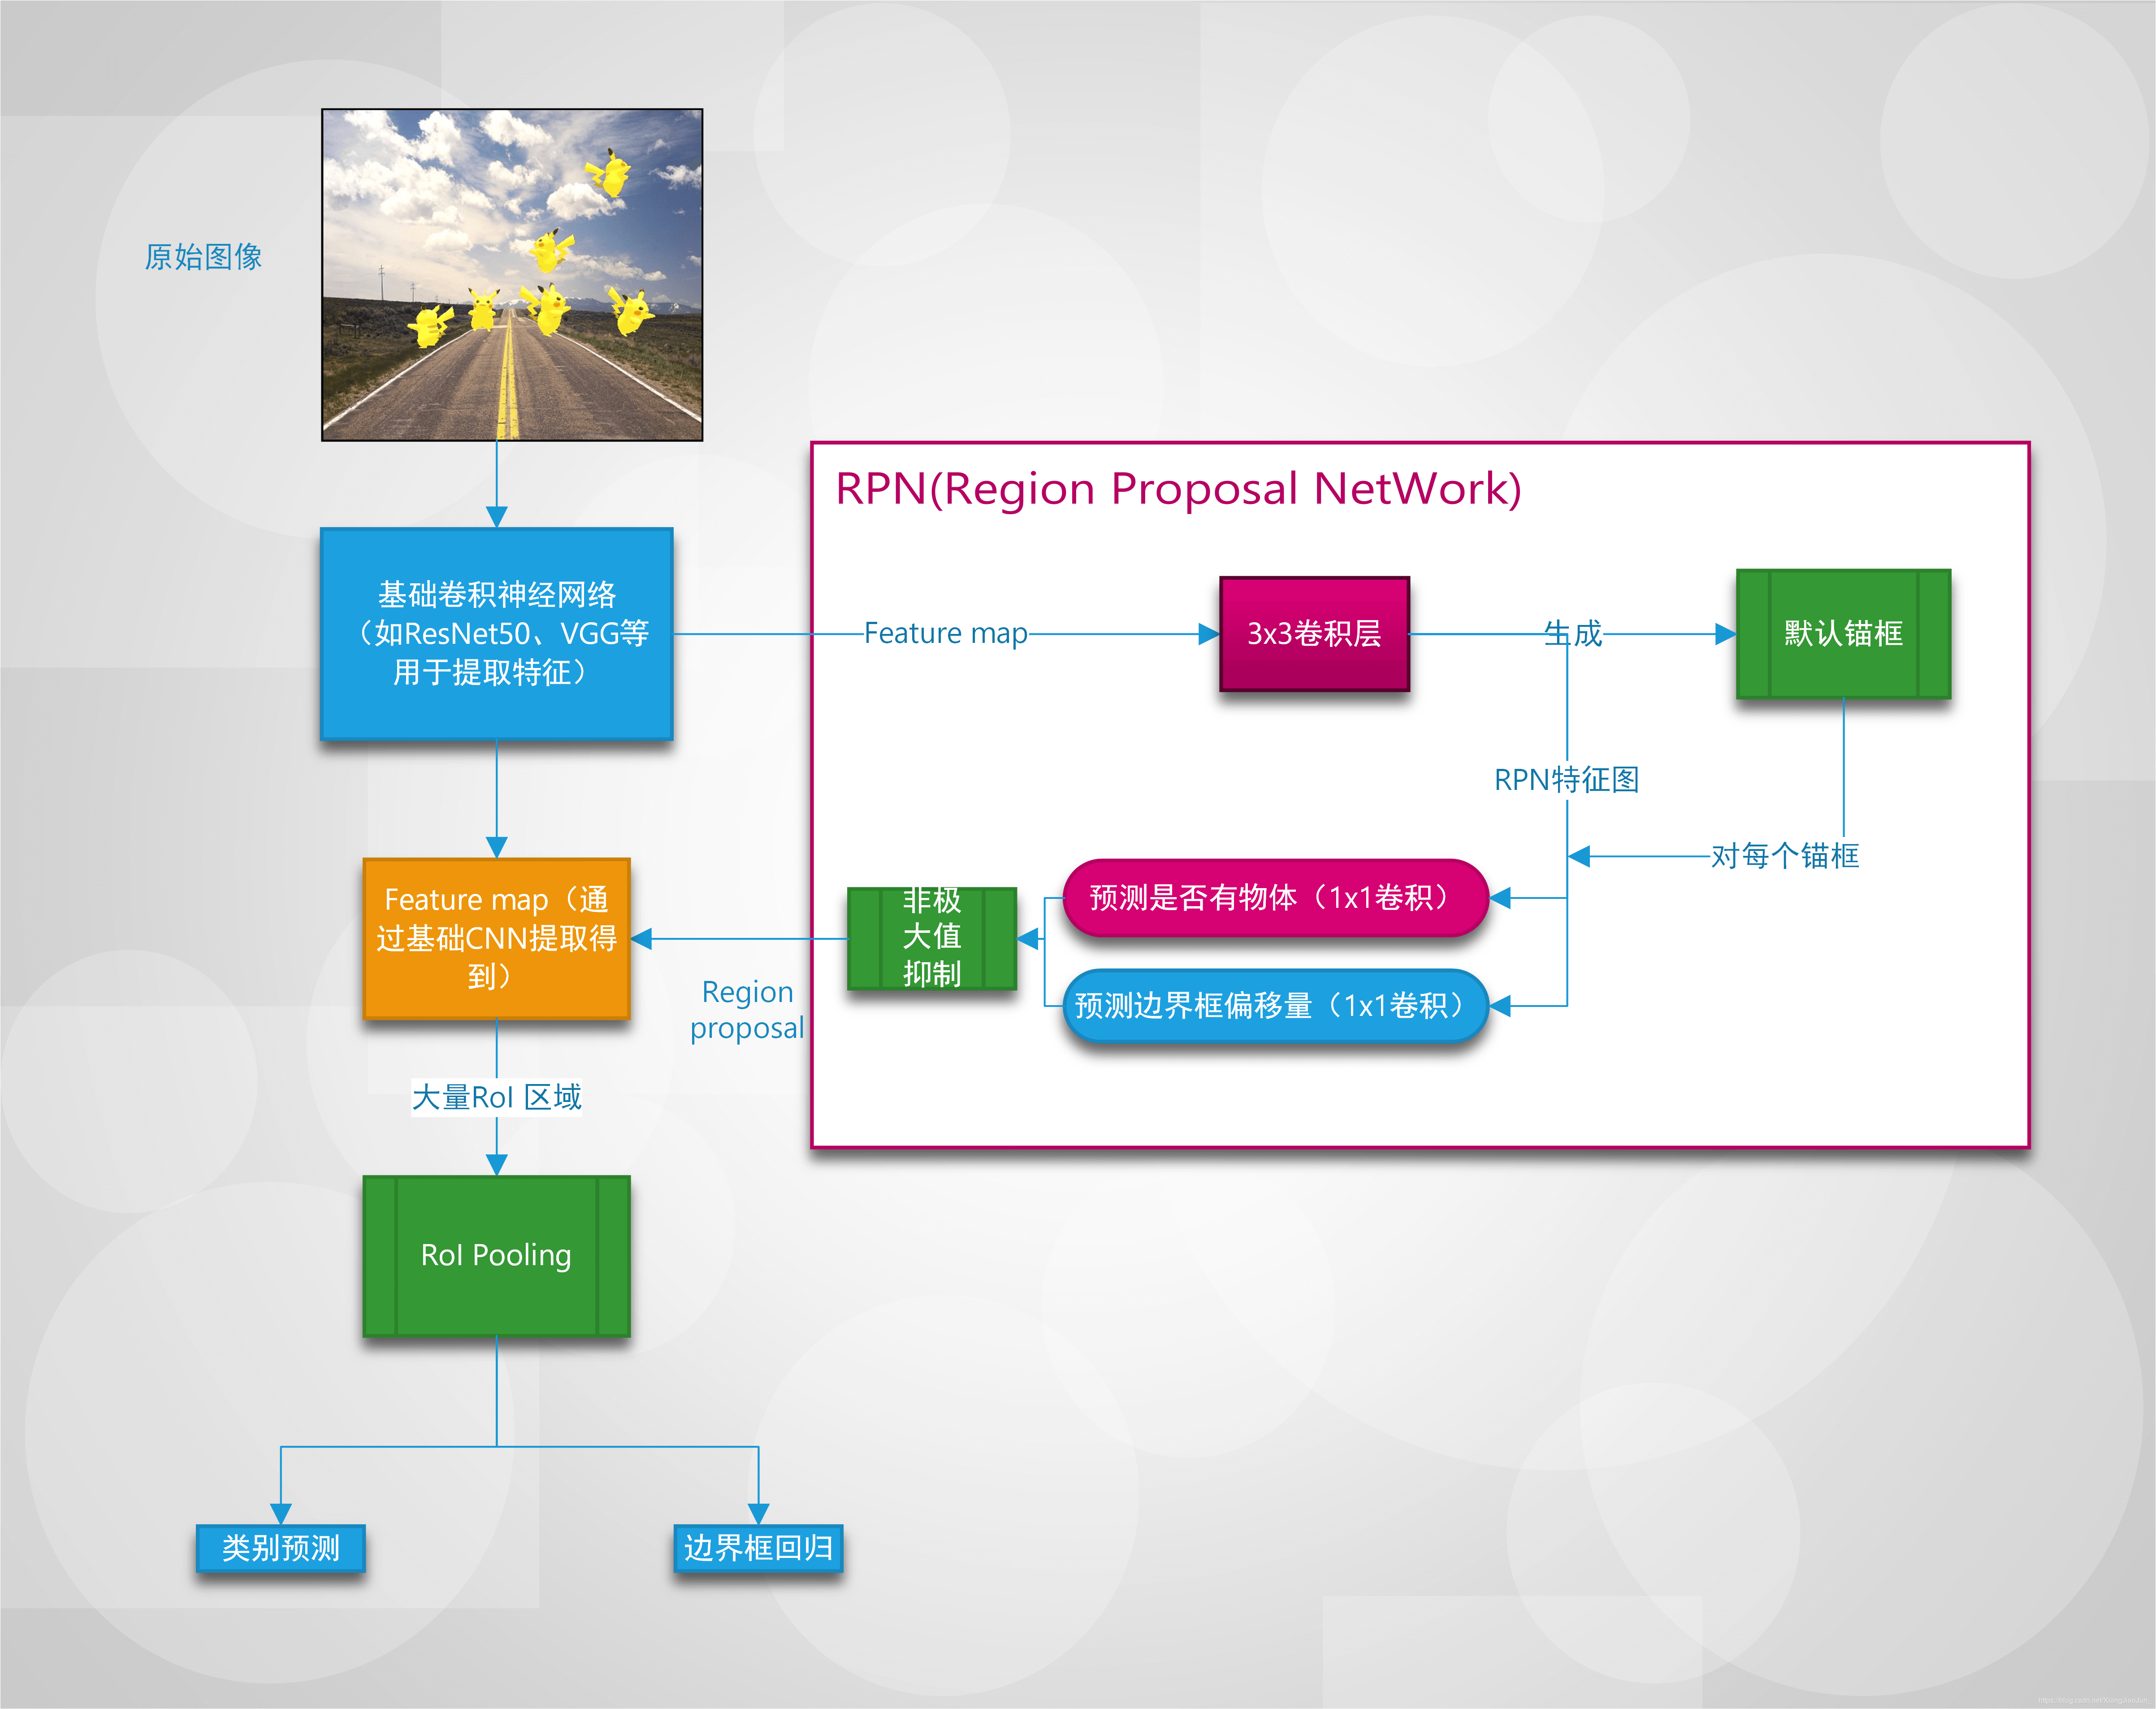 原始图像
RPN(Region Proposal NetWork)
基础卷积神经网络
（如ResNet50、VGG等
用于提取特征）
Feature map
3x3卷积层
生成
默认锚框
RPN特征图
对每个锚框
预测是否有物体（1x1卷积）
预测边界框偏移量（1x1卷积）
非极
大值
抑制
Region
proposal
Feature map（通
过基础CNN提取得
到）
大量RoI 区域
RoI Pooling
类别预测
边界框回归